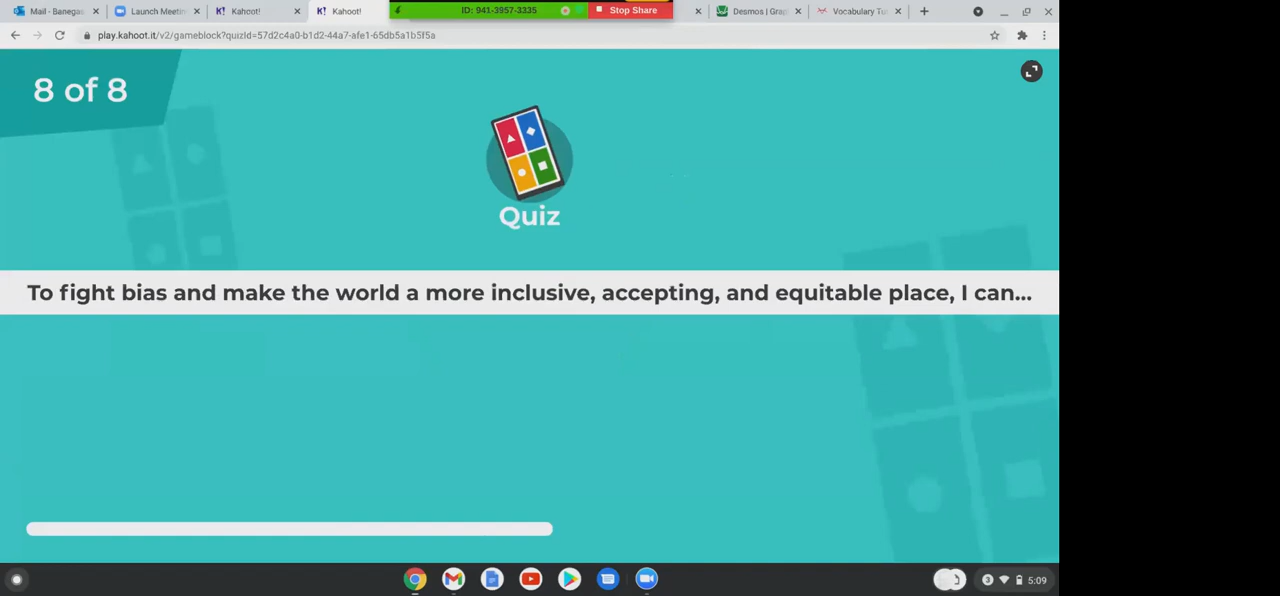 Mail - Banegas
Launch Meetin
Kahoot!
Kahoot!
ID: 941-3957-3335
Stop Share
Desmos | Grap
Vocabulary Tu
play.kahoot.it/v2/gameblock?quizId=57d2c4a0-b1d2-44a7-afe1-65db5a1b5f5a
8 of 8
Quiz
To fight bias and make the world a more inclusive, accepting, and equitable place, I can...
3 5:09